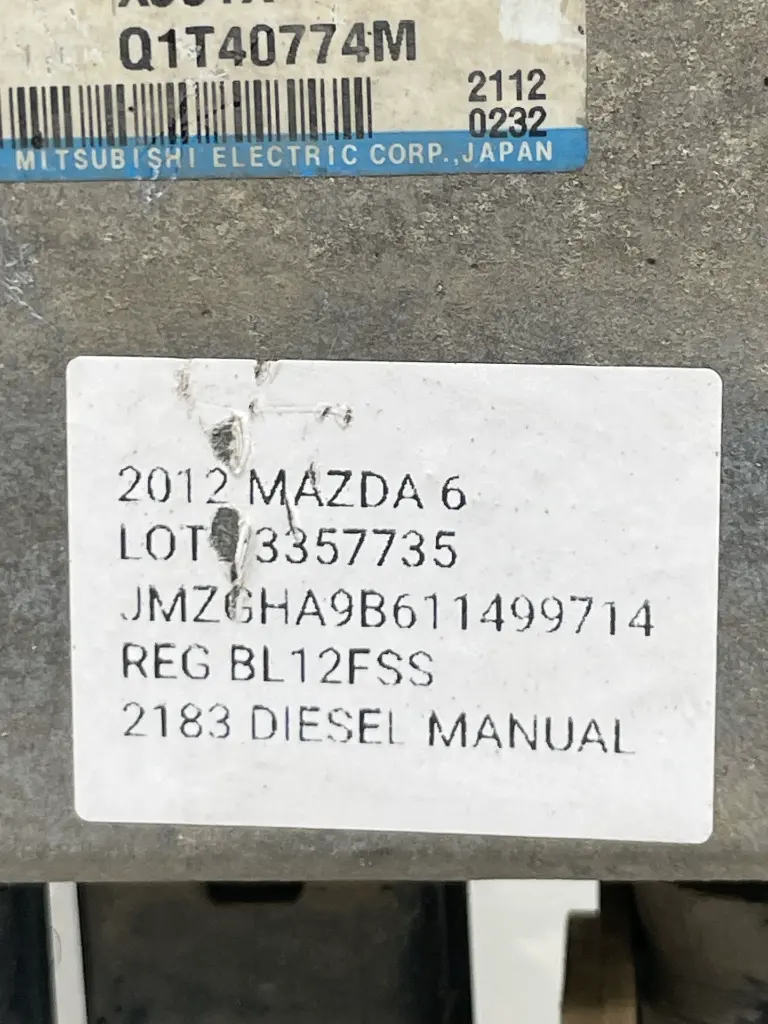 Q1T40774M
2112
0232
MITSUBISHI ELECTRIC CORP.,JAPAN
2012 MAZDA 6
LOT 3357735
JMZGHA9B611499714
REG BL12FSS
2183 DIESEL MANUAL